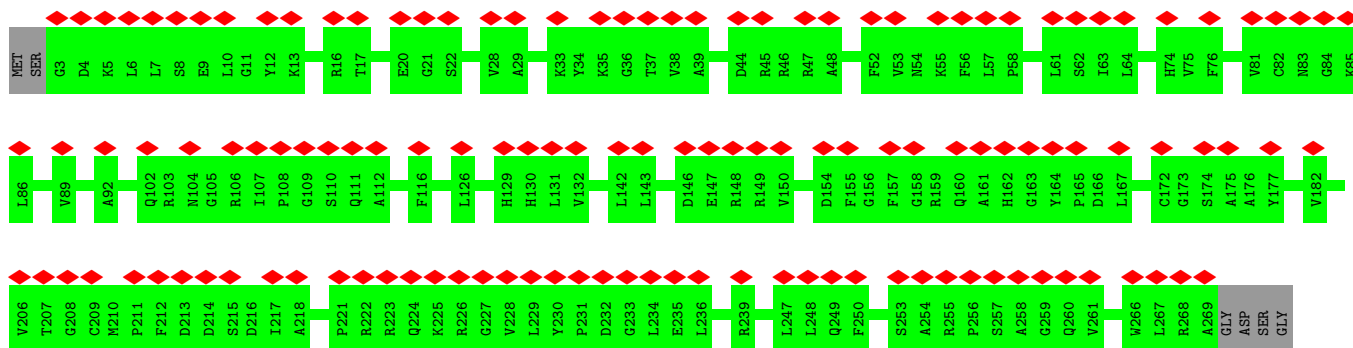 MET SER G3 D4 K5 L6 L7 S8 E9 L10 G11 Y12 K13 R16 T17 E20 G21 S22 V28 A29 K33 Y34 K35 G36 T37 V38 A39 D44 R45 R46 R47 A48 F52 V53 N54 K55 F56 L57 P58 L61 S62 I63 L64 H74 V75 F76 V81 C82 N83 G84 K85
L86 V89 A92 Q102 R103 N104 G105 R106 I107 P108 G109 S110 Q111 A112 F116 L126 H129 H130 L131 V132 L142 L143 D146 E147 R148 R149 V150 D154 F155 G156 F157 G158 R159 Q160 A161 H162 G163 Y164 P165 D166 L167 C172 G173 S174 A175 A176 Y177 V182
V206 T207 G208 C209 M210 P211 F212 D213 D214 S215 D216 I217 A218 P221 R222 R223 Q224 K225 R226 G227 V228 L229 Y230 P231 D232 G233 L234 E235 L236 R239 L247 L248 Q249 F250 S253 A254 R255 P256 S257 A258 G259 Q260 V261 W266 L267 R268 A269 GLY ASP SER GLY